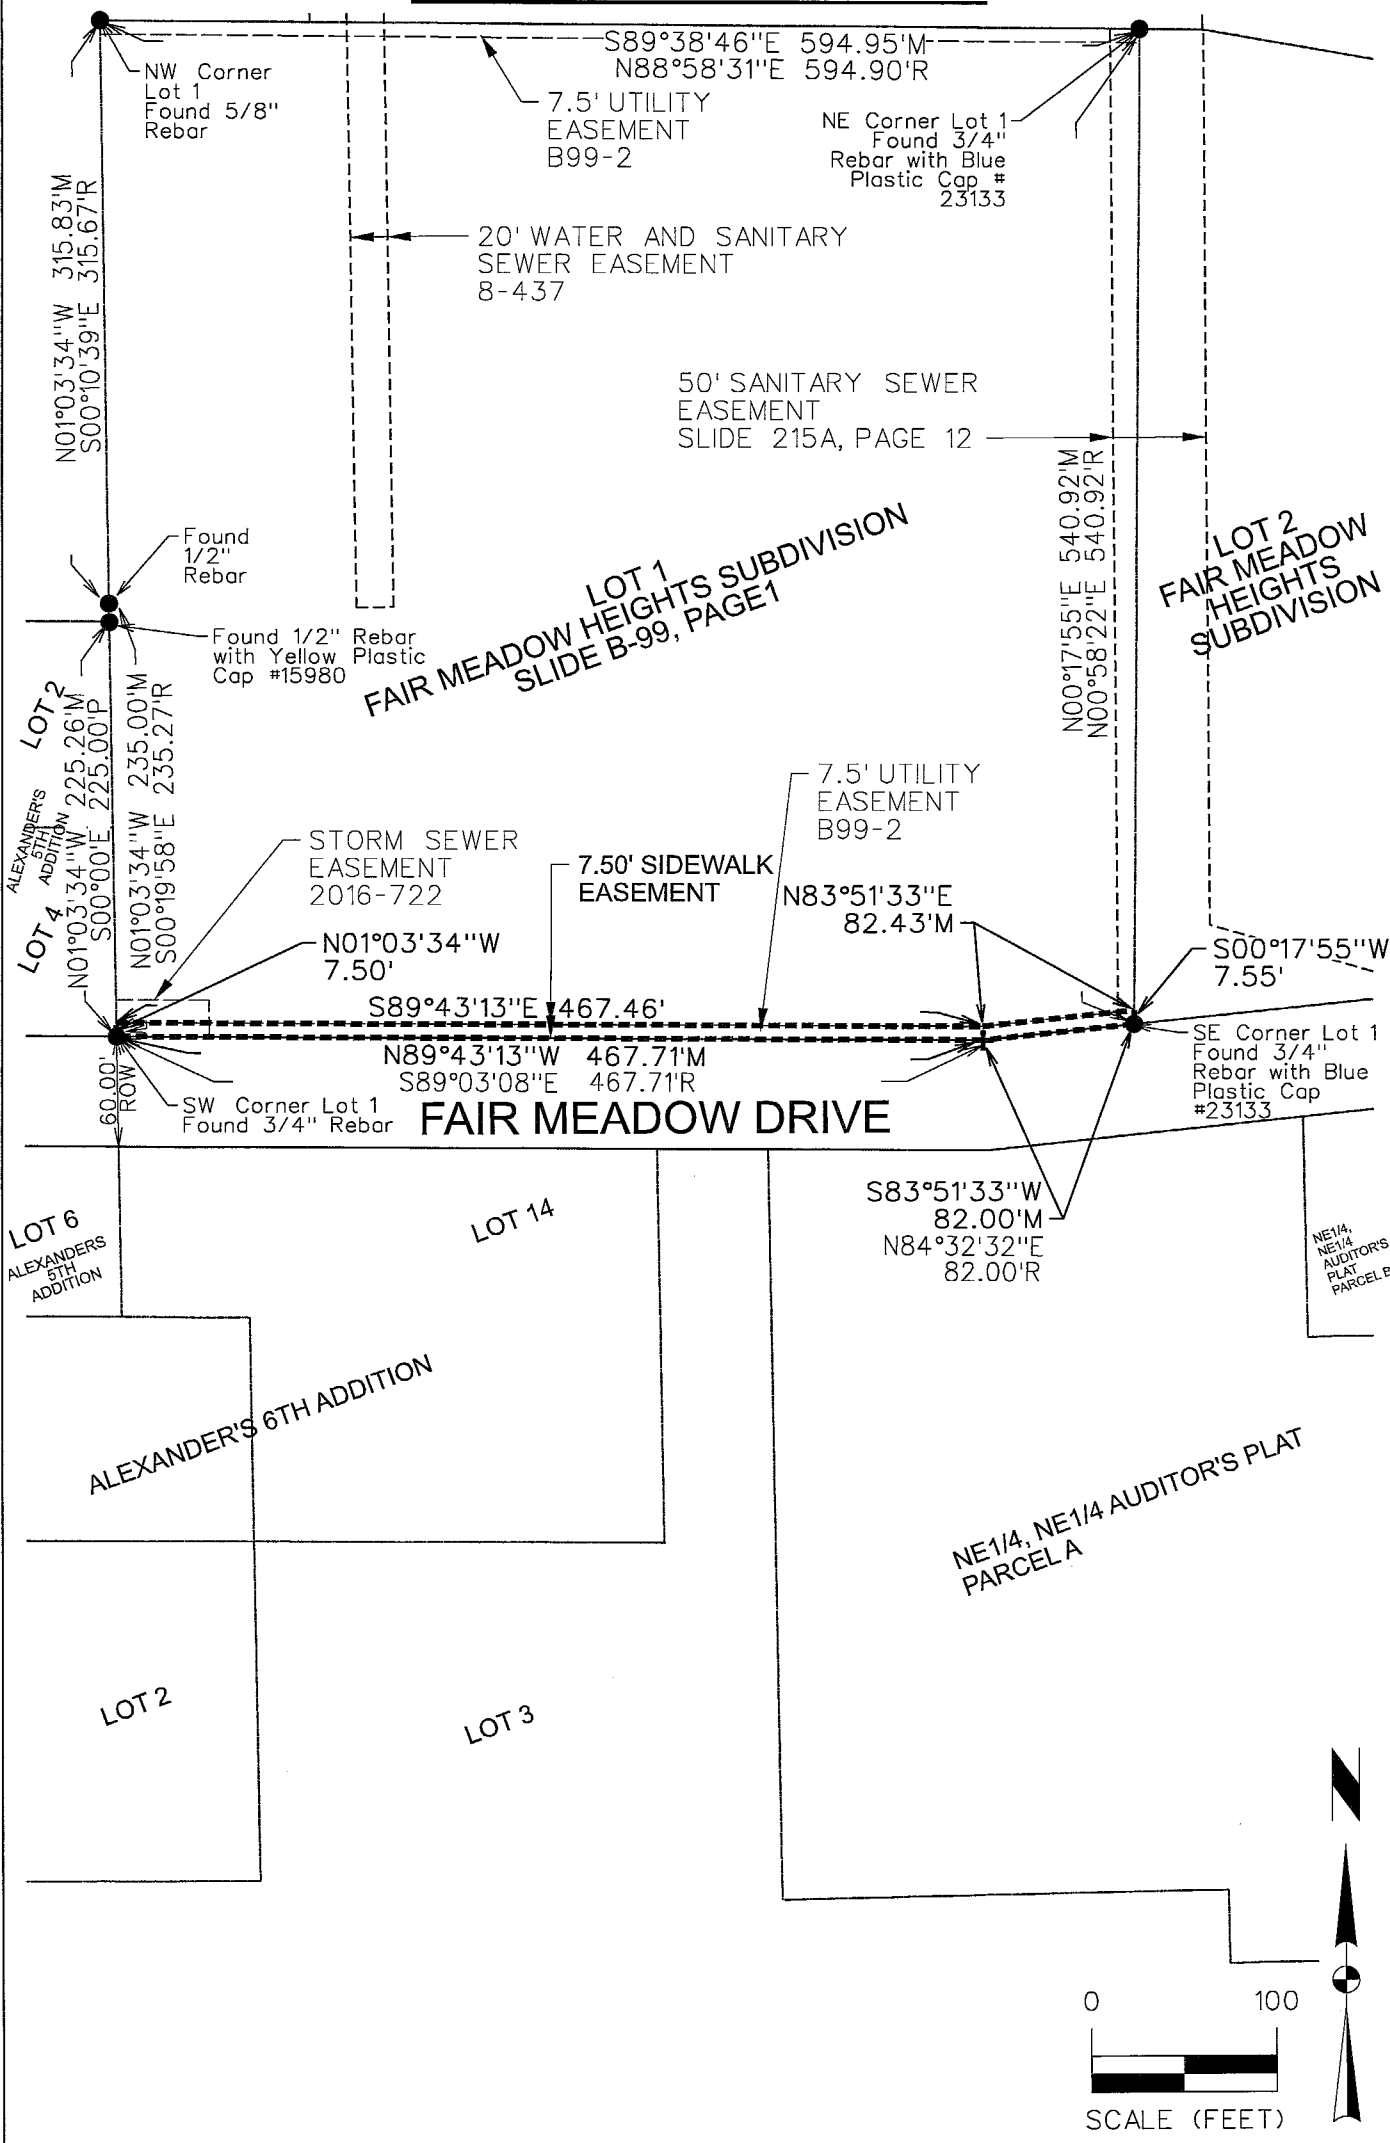 S89°38'46"E 594.95'M
N88°58'31"E 594.90'R
NW Corner
Lot 1
Found 5/8"
Rebar
7.5' UTILITY
EASEMENT
B99-2
NE Corner Lot 1
Found 3/4"
Rebar with Blue
Plastic Cap #
23133
N01°03'34"W 315.83'M
S00°10'39"E 315.67'R
20' WATER AND SANITARY
SEWER EASEMENT
8-437
50' SANITARY SEWER
EASEMENT
SLIDE 215A, PAGE 12
N00°17'55"E 540.92'M
N00°58'22"E 540.92'R
Found
1/2"
Rebar
LOT 1
FAIR MEADOW HEIGHTS SUBDIVISION
SLIDE B-99, PAGE1
LOT 2
FAIR MEADOW
HEIGHTS
SUBDIVISION
Found 1/2" Rebar
with Yellow Plastic
Cap #15980
LOT 2
ALEXANDER'S
5TH
ADDITION
LOT 4
N01°03'34"W 225.26'M
S00°00'E 225.00'P
N01°03'34"W 235.00'M
S00°19'58"E 235.27'R
7.5' UTILITY
EASEMENT
B99-2
STORM SEWER
EASEMENT
2016-722
7.50' SIDEWALK
EASEMENT
N83°51'33"E
82.43'M
N01°03'34"W
7.50'
S00°17'55"W
7.55'
S89°43'13"E 467.46'
N89°43'13"W 467.71'M
S89°03'08"E 467.71'R
SE Corner Lot 1
Found 3/4"
Rebar with Blue
Plastic Cap
#23133
60.00'
ROW
SW Corner Lot 1
Found 3/4" Rebar
FAIR MEADOW DRIVE
S83°51'33"W
82.00'M
N84°32'32"E
82.00'R
LOT 6
ALEXANDERS
5TH
ADDITION
LOT 14
NE1/4,
NE1/4
AUDITOR'S
PLAT
PARCEL B
ALEXANDER'S 6TH ADDITION
NE1/4, NE1/4 AUDITOR'S PLAT
PARCEL A
LOT 2
LOT 3
N
0 100
SCALE (FEET)